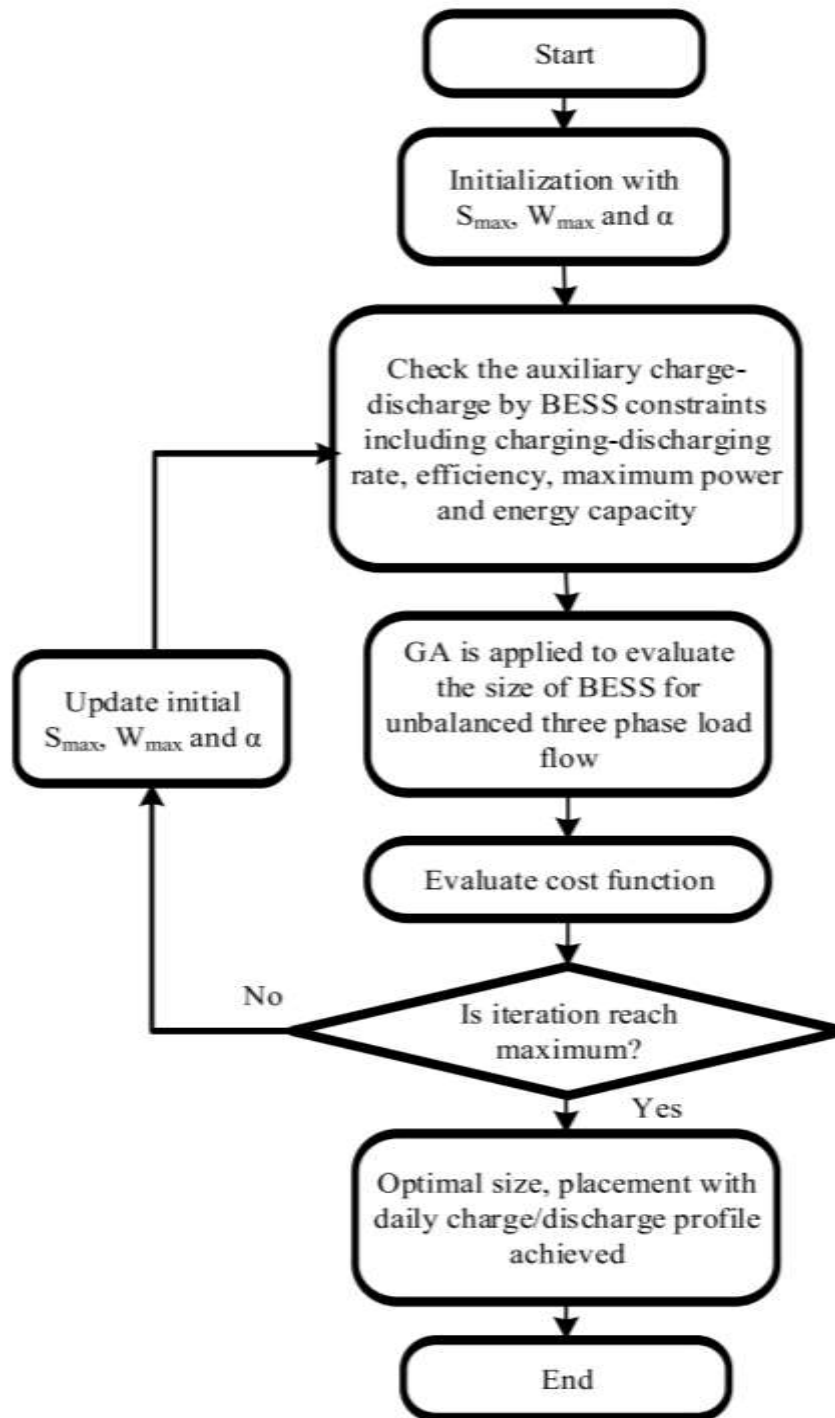 Start
Initialization with
Smax, Wmax and α
Check the auxiliary charge-
discharge by BESS constraints
including charging-discharging
rate, efficiency, maximum power
and energy capacity
GA is applied to evaluate
the size of BESS for
unbalanced three phase load
flow
Update initial
Smax, Wmax and α
Evaluate cost function
No
Is iteration reach
maximum?
Yes
Optimal size, placement with
daily charge/discharge profile
achieved
End